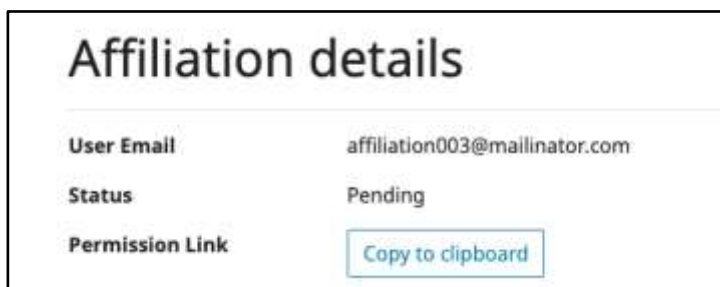 Affiliation details
User Email affiliation003@mailinator.com
Status Pending
Permission Link Copy to clipboard